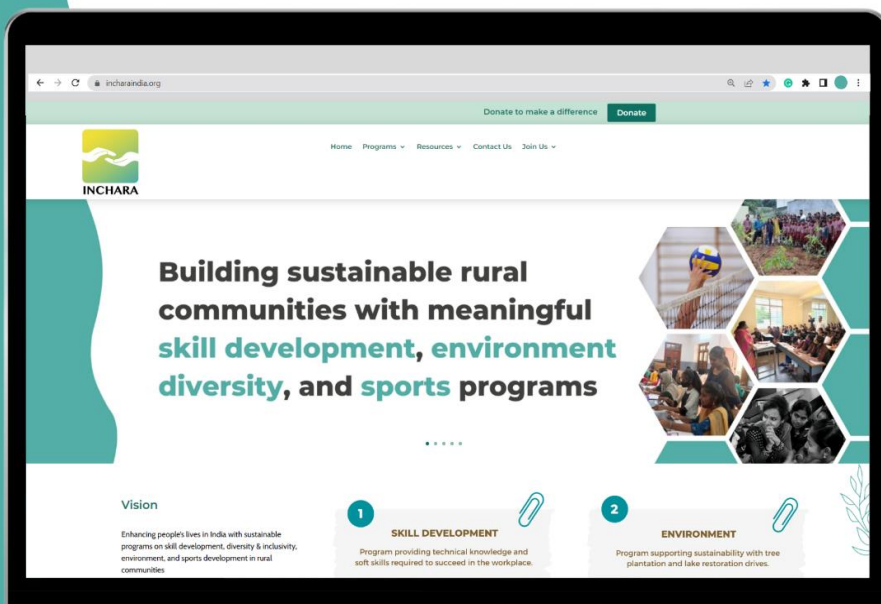 incharaindia.org
Donate to make a difference Donate
Home Programs Resources Contact Us Join Us
INCHARA
Building sustainable rural
communities with meaningful
skill development, environment
diversity, and sports programs
Vision
Enhancing people's lives in India with sustainable
programs on skill development, diversity & inclusivity,
environment, and sports development in rural
communities
1
SKILL DEVELOPMENT
Program providing technical knowledge and
soft skills required to succeed in the workplace.
2
ENVIRONMENT
Program supporting sustainability with tree
plantation and lake restoration drives.